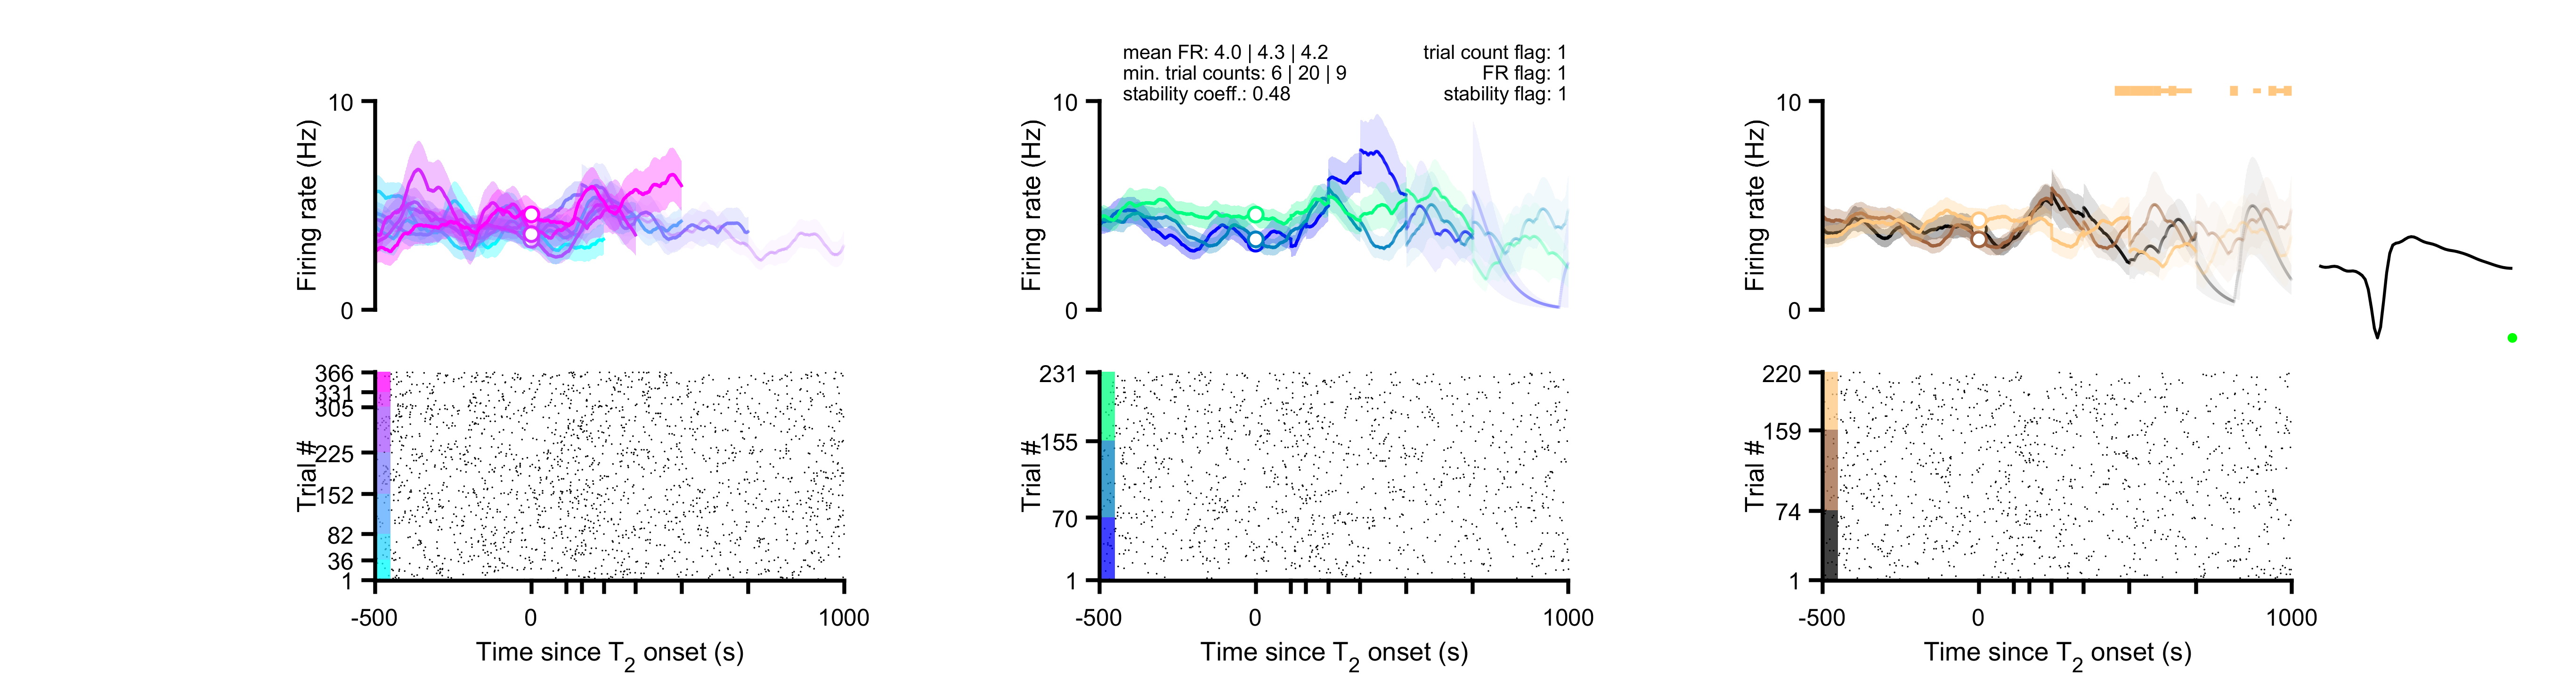 mean FR: 4.0 | 4.3 | 4.2
min. trial counts: 6 | 20 | 9
stability coeff.: 0.48
trial count flag: 1
FR flag: 1
stability flag: 1
10
0
Firing rate (Hz)
10
0
Firing rate (Hz)
10
0
Firing rate (Hz)
366
331
305
225
152
82
36
1
Trial #
-500
0
1000
Time since T2 onset (s)
231
155
70
1
Trial #
-500
0
1000
Time since T2 onset (s)
220
159
74
1
Trial #
-500
0
1000
Time since T2 onset (s)